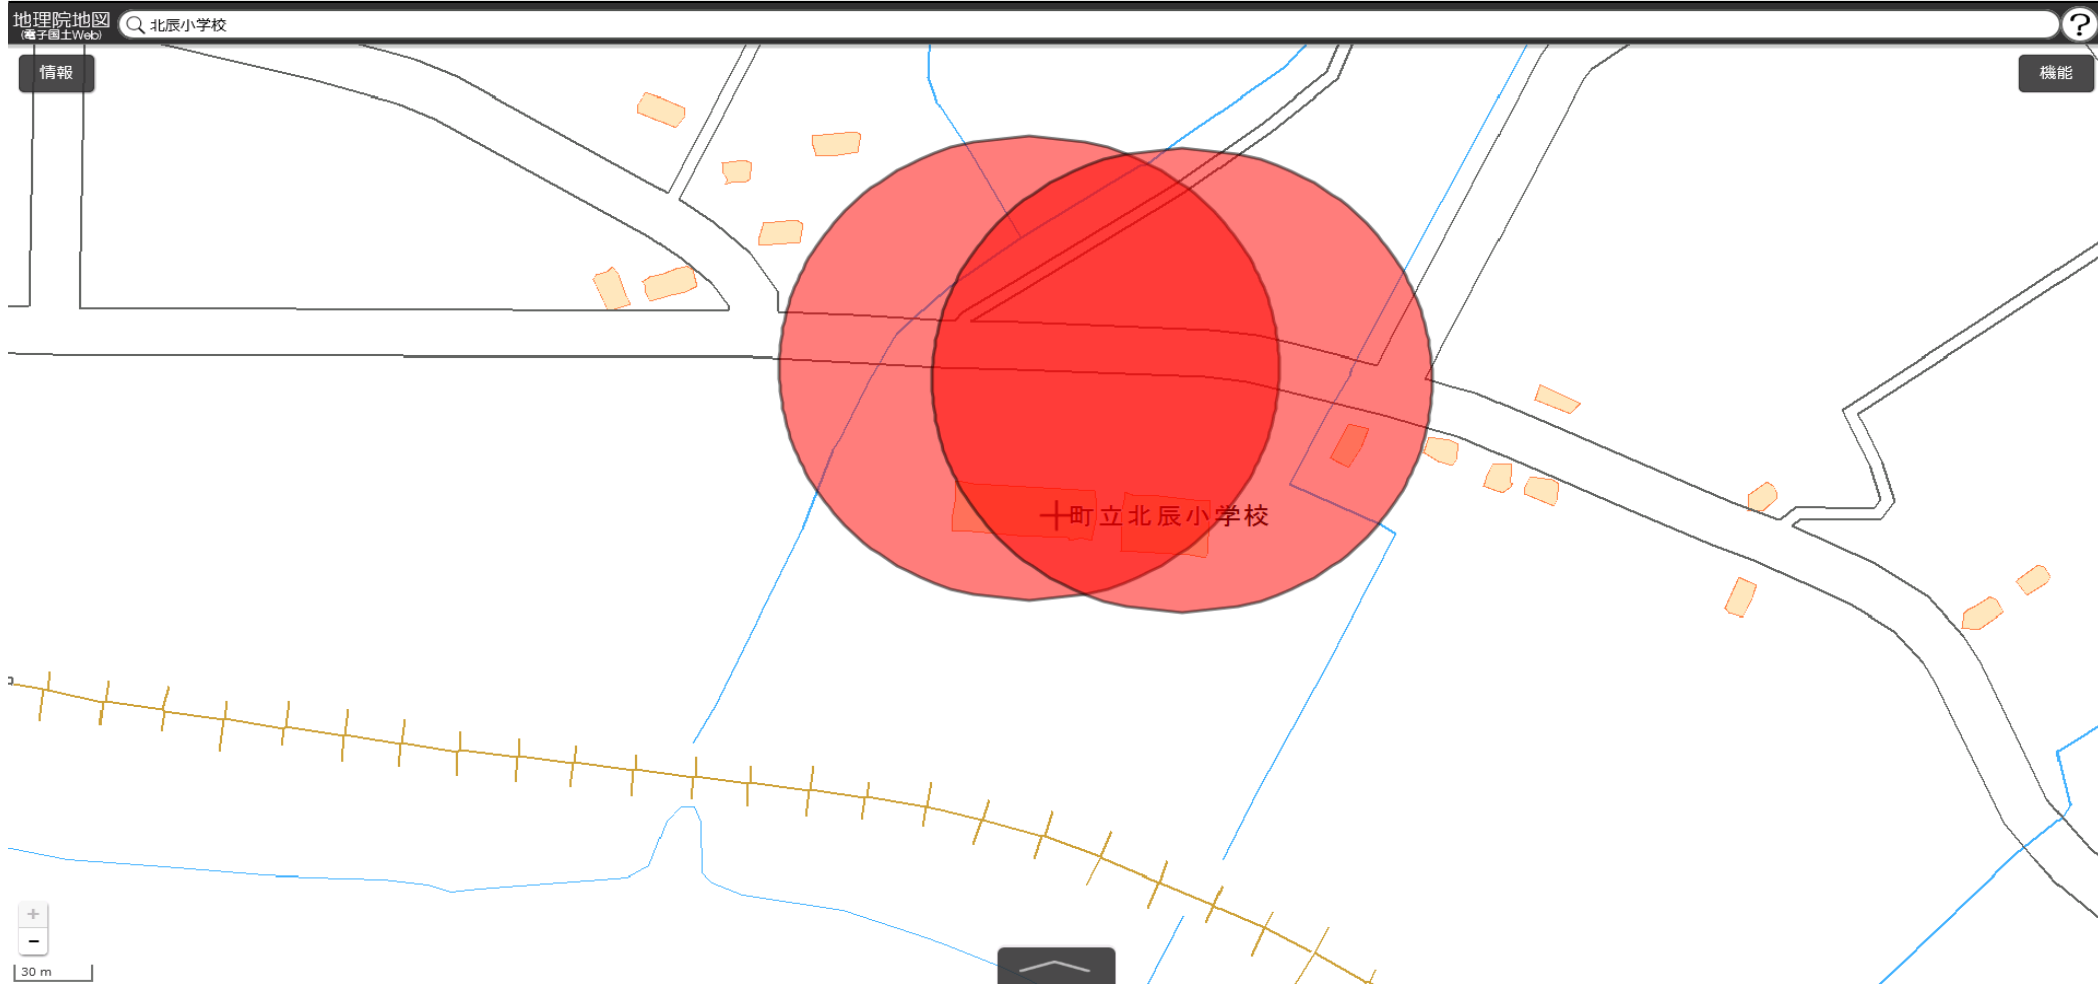 地理院地図
(電子国土Web)
北辰小学校
?
情報
機能
町立北辰小学校
+
-
30 m